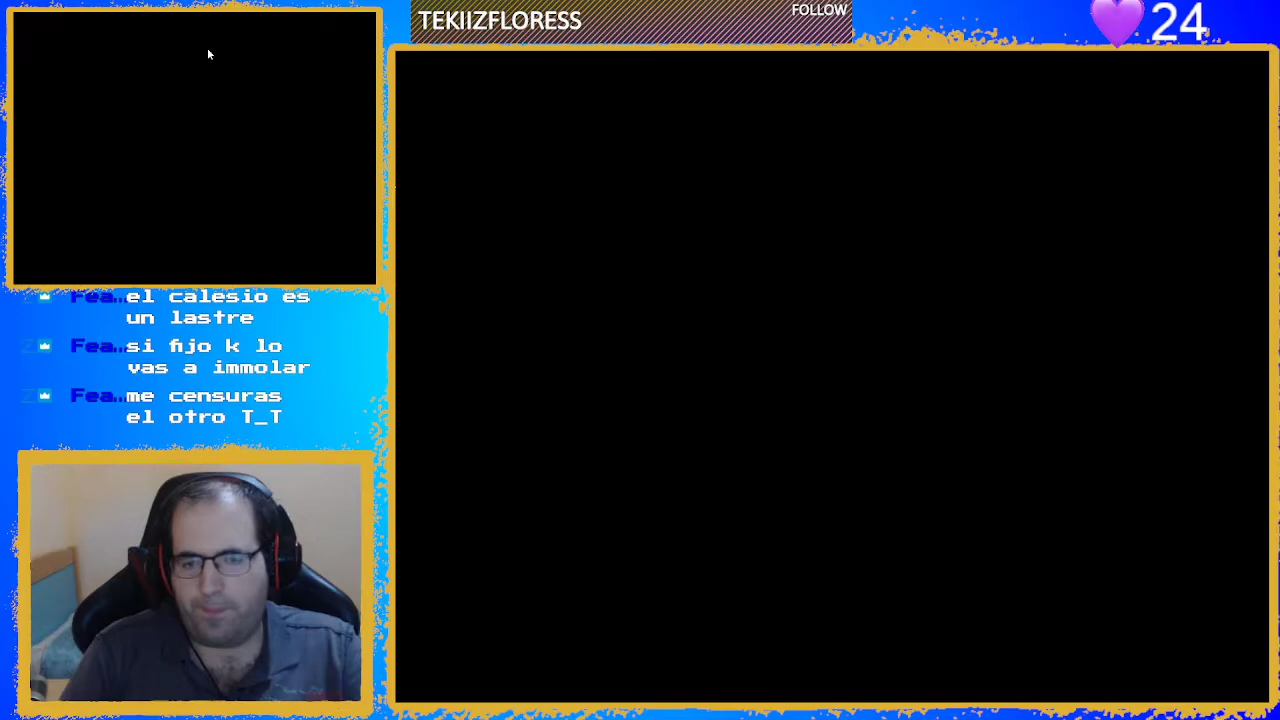 TEKIIZFLORESS
FOLLOW
24
Fea…el calesio es
un lastre
Fea…si fijo k lo
vas a immolar
Fea…me censuras
el otro T_T